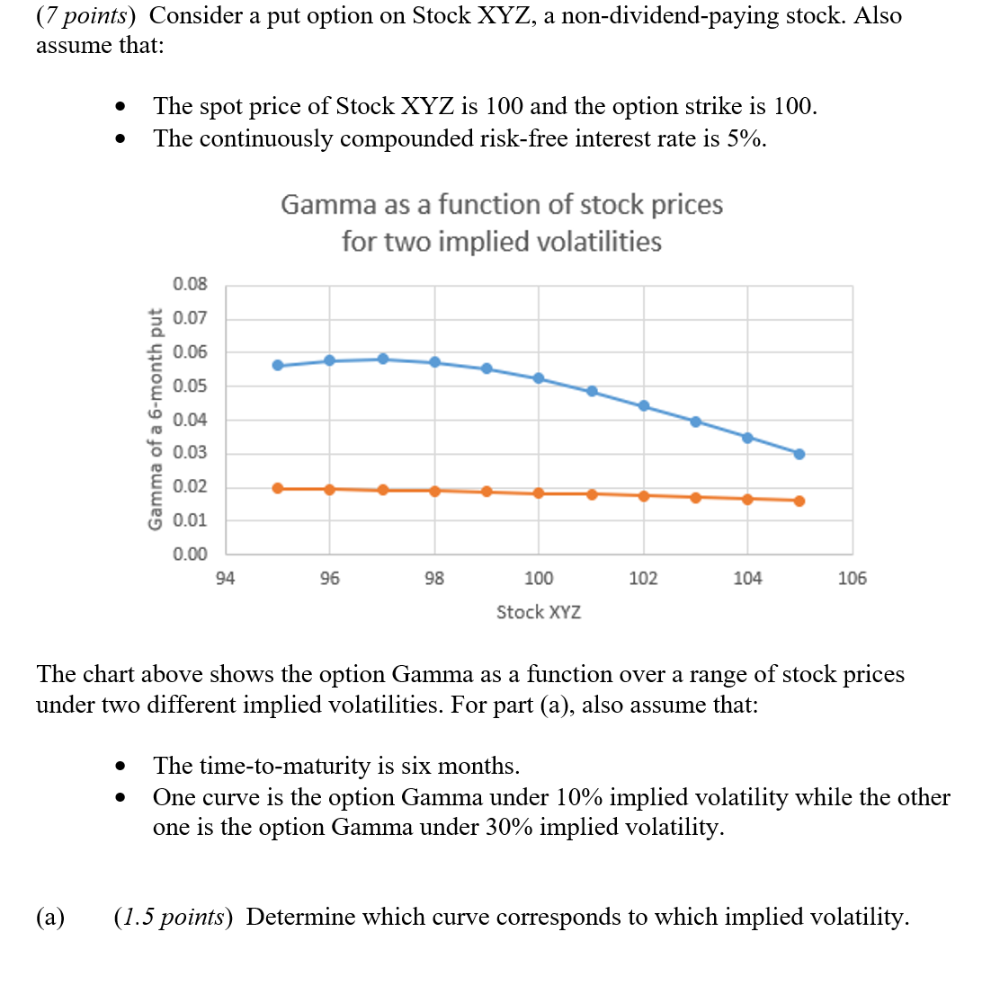 (7 points) Consider a put option on Stock XYZ, a non-dividend-paying stock. Also
assume that:
• The spot price of Stock XYZ is 100 and the option strike is 100.
• The continuously compounded risk-free interest rate is 5%.
Gamma as a function of stock prices
for two implied volatilities
Gamma of a 6-month put
0.08
0.07
0.06
0.05
0.04
0.03
0.02
0.01
0.00
94 96 98 100 102 104 106
Stock XYZ
The chart above shows the option Gamma as a function over a range of stock prices
under two different implied volatilities. For part (a), also assume that:
• The time-to-maturity is six months.
• One curve is the option Gamma under 10% implied volatility while the other
one is the option Gamma under 30% implied volatility.
(a) (1.5 points) Determine which curve corresponds to which implied volatility.